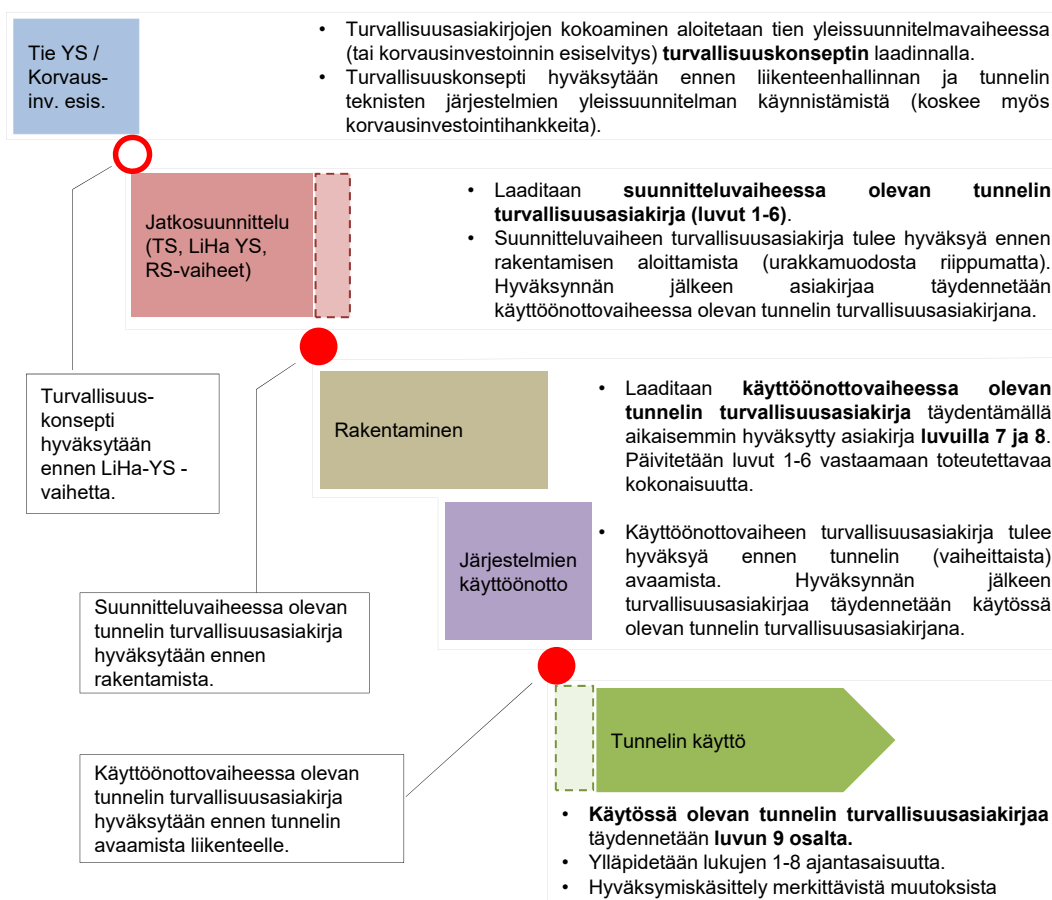 Tie YS /
Korvaus-
inv. esis.
• Turvallisuusasiakirjojen kokoaminen aloitetaan tien yleissuunnitelmavaiheessa
(tai korvausinvestoinnin esiselvitys) turvallisuuskonseptin laadinnalla.
• Turvallisuuskonsepti hyväksytään ennen liikenteenhallinnan ja tunnelin
teknisten järjestelmien yleissuunnitelman käynnistämistä (koskee myös
korvausinvestointihankkeita).
Jatkosuunnittelu
(TS, LiHa YS,
RS-vaiheet)
• Laaditaan suunnitteluvaiheessa olevan tunnelin
turvallisuusasiakirja (luvut 1-6).
• Suunnitteluvaiheen turvallisuusasiakirja tulee hyväksyä ennen
rakentamisen aloittamista (urakkamuodosta riippumatta).
Hyväksynnän jälkeen asiakirjaa täydennetään
käyttöönottovaiheessa olevan tunnelin turvallisuusasiakirjana.
Turvallisuus-
konsepti
hyväksytään
ennen LiHa-YS -
vaihetta.
Rakentaminen
• Laaditaan käyttöönottovaiheessa olevan
tunnelin turvallisuusasiakirja täydentämällä
aikaisemmin hyväksytty asiakirja luvuilla 7 ja 8.
Päivitetään luvut 1-6 vastaamaan toteutettavaa
kokonaisuutta.
Järjestelmien
käyttöönotto
• Käyttöönottovaiheen turvallisuusasiakirja tulee
hyväksyä ennen tunnelin (vaiheittaista)
avaamista. Hyväksynnän jälkeen
turvallisuusasiakirjaa täydennetään käytössä
olevan tunnelin turvallisuusasiakirjana.
Suunnitteluvaiheessa olevan
tunnelin turvallisuusasiakirja
hyväksytään ennen
rakentamista.
Tunnelin käyttö
Käyttöönottovaiheessa olevan
tunnelin turvallisuusasiakirja
hyväksytään ennen tunnelin
avaamista liikenteelle.
• Käytössä olevan tunnelin turvallisuusasiakirjaa
täydennetään luvun 9 osalta.
• Ylläpidetään lukujen 1-8 ajantasaisuutta.
• Hyväksymiskäsittely merkittävistä muutoksista